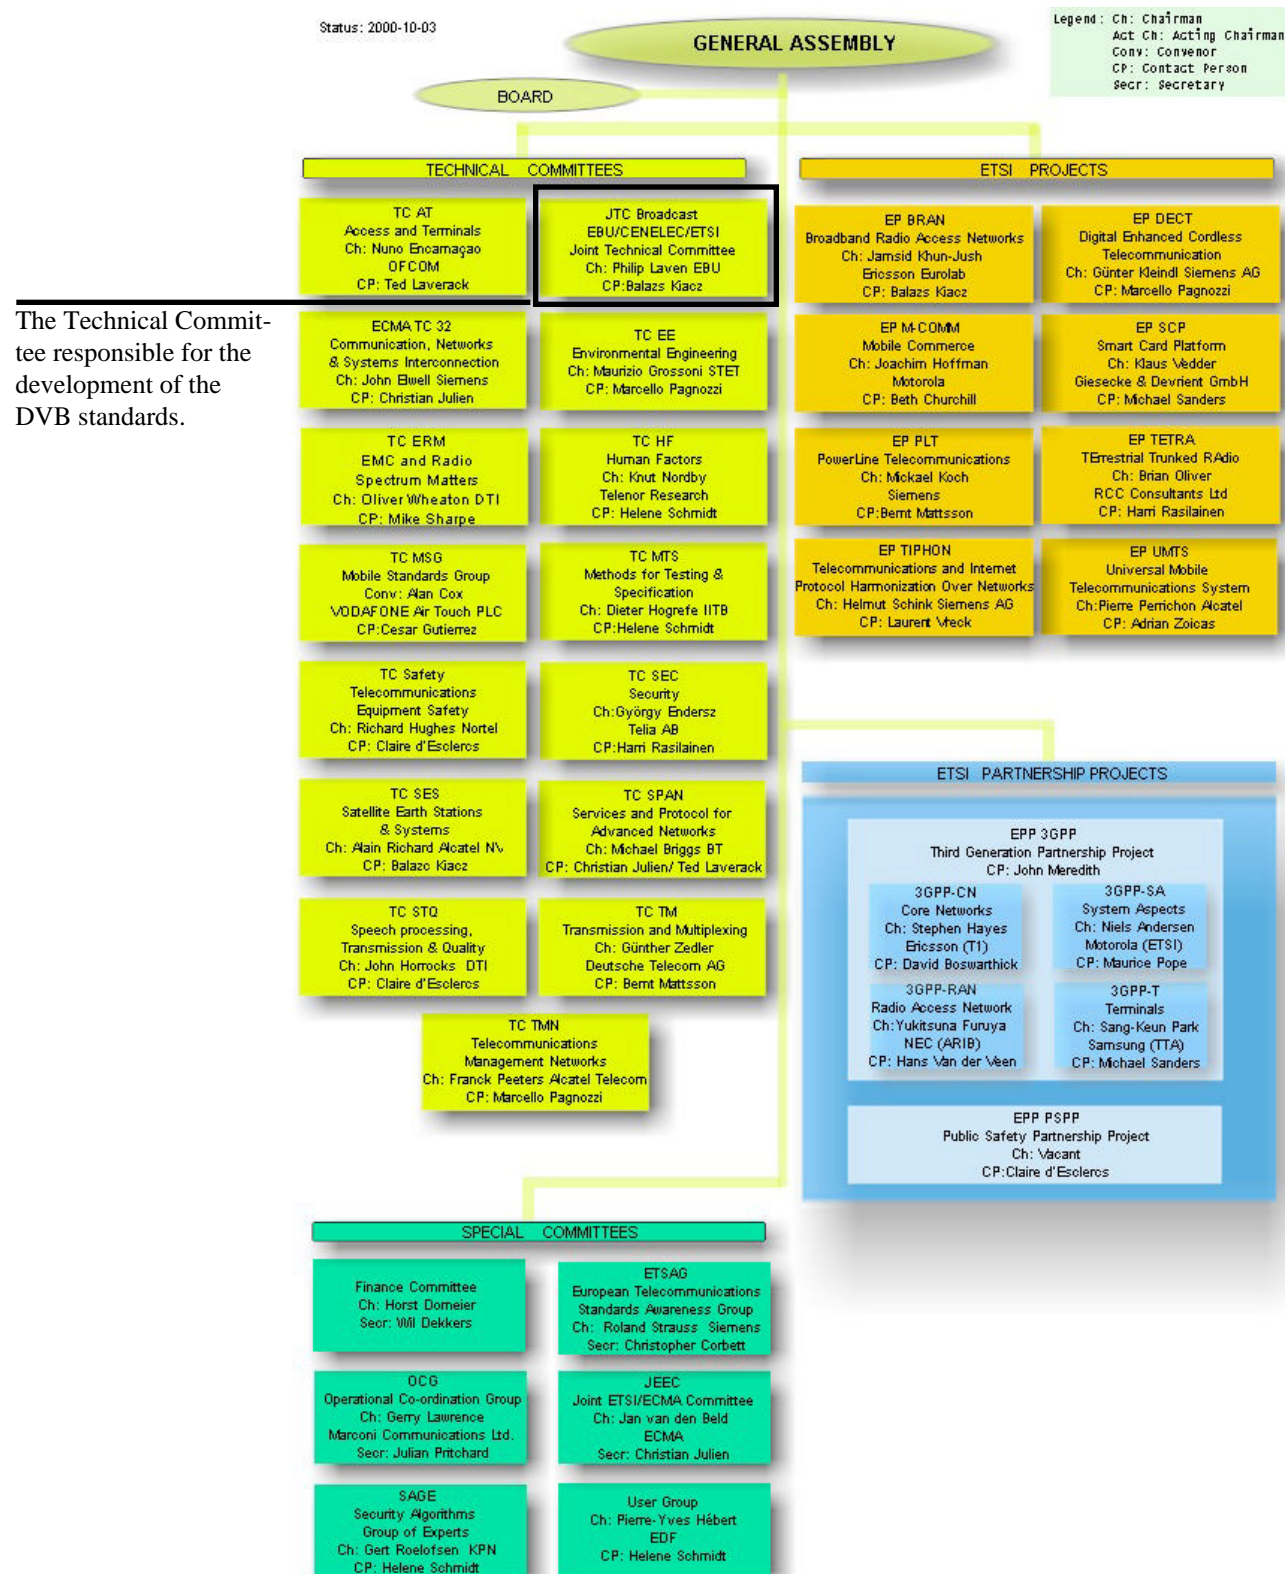 Status: 2000-10-03
GENERAL ASSEMBLY
Legend: Ch: Chairman
Act Ch: Acting Chairman
Conv: Convenor
CP: Contact Person
Secr: Secretary
BOARD
TECHNICAL COMMITTEES
TC AT
Access and Terminals
Ch: Nuno Encarnaçao
OFCOM
CP: Ted Laverack
JTC Broadcast
EBU/CENELEC/ETSI
Joint Technical Committee
Ch: Philip Laven EBU
CP:Balazs Kiacz
The Technical Commit-
tee responsible for the
development of the
DVB standards.
ECMA TC 32
Communication, Networks
& Systems Interconnection
Ch: John Elwell Siemens
CP: Christian Julien
TC EE
Environmental Engineering
Ch: Maurizio Grossoni STET
CP: Marcello Pagnozzi
TC ERM
EMC and Radio
Spectrum Matters
Ch: Oliver Wheaton DTI
CP: Mike Sharpe
TC HF
Human Factors
Ch: Knut Nordby
Telenor Research
CP: Helene Schmidt
TC MSG
Mobile Standards Group
Conv: Alan Cox
VODAFONE Air Touch PLC
CP:Cesar Gutierrez
TC MTS
Methods for Testing &
Specification
Ch: Dieter Hogrefe IITB
CP:Helene Schmidt
TC Safety
Telecommunications
Equipment Safety
Ch: Richard Hughes Nortel
CP: Claire d'Esclercs
TC SEC
Security
Ch:György Endersz
Telia AB
CP:Harri Rasilainen
TC SES
Satellite Earth Stations
& Systems
Ch: Alain Richard Alcatel NV
CP: Balazc Kiacz
TC SPAN
Services and Protocol for
Advanced Networks
Ch: Michael Briggs BT
CP: Christian Julien/ Ted Laverack
TC STQ
Speech processing,
Transmission & Quality
Ch: John Horrocks DTI
CP: Claire d'Esclercs
TC TM
Transmission and Multiplexing
Ch: Günther Zedler
Deutsche Telecom AG
CP: Bernt Mattsson
TC TMN
Telecommunications
Management Networks
Ch: Franck Peeters Alcatel Telecom
CP: Marcello Pagnozzi
ETSI PROJECTS
EP BRAN
Broadband Radio Access Networks
Ch: Jamsid Khun-Jush
Ericsson Eurolab
CP: Balazs Kiacz
EP DECT
Digital Enhanced Cordless
Telecommunication
Ch: Günter Kleindl Siemens AG
CP: Marcello Pagnozzi
EP M-COMM
Mobile Commerce
Ch: Joachim Hoffman
Motorola
CP: Beth Churchill
EP SCP
Smart Card Platform
Ch: Klaus Vedder
Giesecke & Devrient GmbH
CP: Michael Sanders
EP PLT
PowerLine Telecommunications
Ch: Mickael Koch
Siemens
CP:Bernt Mattsson
EP TETRA
TErrestrial Trunked RAdio
Ch: Brian Oliver
RCC Consultants Ltd
CP: Harri Rasilainen
EP TIPHON
Telecommunications and Internet
Protocol Harmonization Over Networks
Ch: Helmut Schink Siemens AG
CP: Laurent Vreck
EP UMTS
Universal Mobile
Telecommunications System
Ch:Pierre Perrichon Alcatel
CP: Adrian Zoicas
ETSI PARTNERSHIP PROJECTS
EPP 3GPP
Third Generation Partnership Project
CP: John Meredith
3GPP-CN
Core Networks
Ch: Stephen Hayes
Ericsson (T1)
CP: David Boswarthick
3GPP-SA
System Aspects
Ch: Niels Andersen
Motorola (ETSI)
CP: Maurice Pope
3GPP-RAN
Radio Access Network
Ch:Yukitsuna Furuya
NEC (ARIB)
CP: Hans Van der Veen
3GPP-T
Terminals
Ch: Sang-Keun Park
Samsung (TTA)
CP: Michael Sanders
EPP PSPP
Public Safety Partnership Project
Ch: Vacant
CP:Claire d'Esclercs
SPECIAL COMMITTEES
Finance Committee
Ch: Horst Domeier
Secr: Wil Dekkers
ETSAG
European Telecommunications
Standards Awareness Group
Ch: Roland Strauss Siemens
Secr: Christopher Corbett
OCG
Operational Co-ordination Group
Ch: Gerry Lawrence
Marconi Communications Ltd.
Secr: Julian Pritchard
JEEC
Joint ETSI/ECMA Committee
Ch: Jan van den Beld
ECMA
Secr: Christian Julien
SAGE
Security Algorithms
Group of Experts
Ch: Gert Roelofsen KPN
CP: Helene Schmidt
User Group
Ch: Pierre-Yves Hébert
EDF
CP: Helene Schmidt